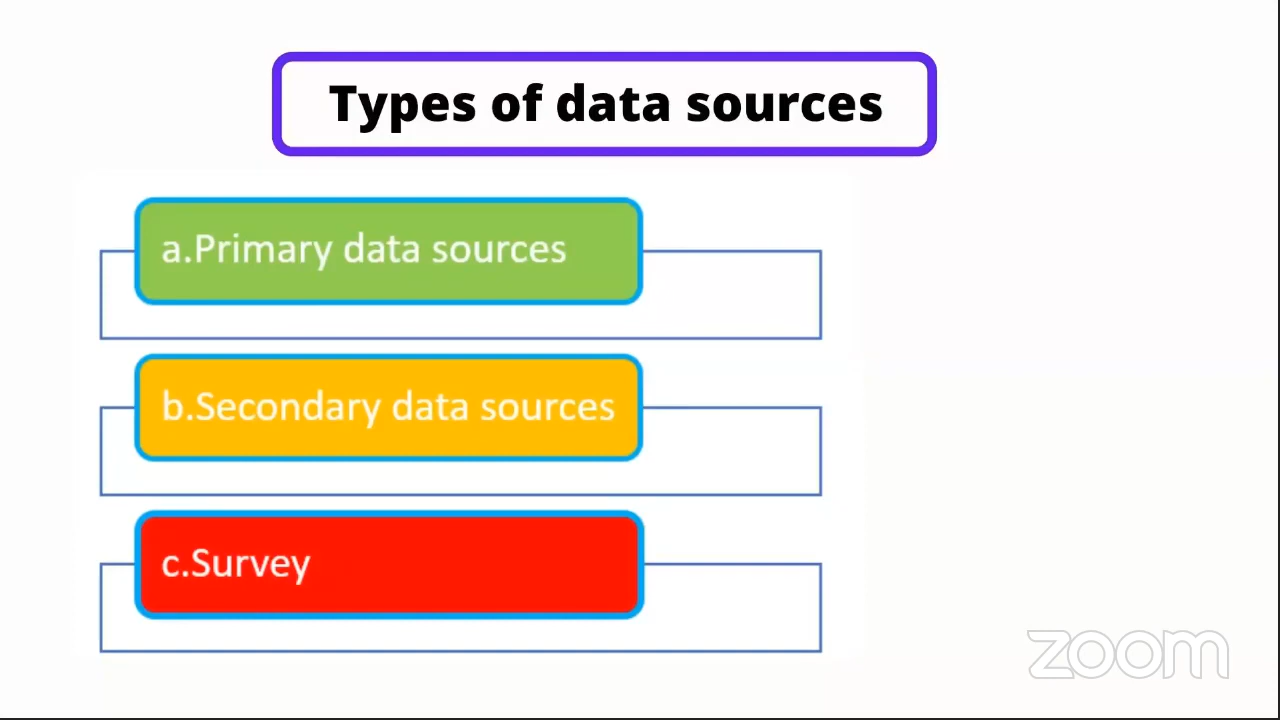 Types of data sources
a.Primary data sources
b.Secondary data sources
c.Survey
zoom